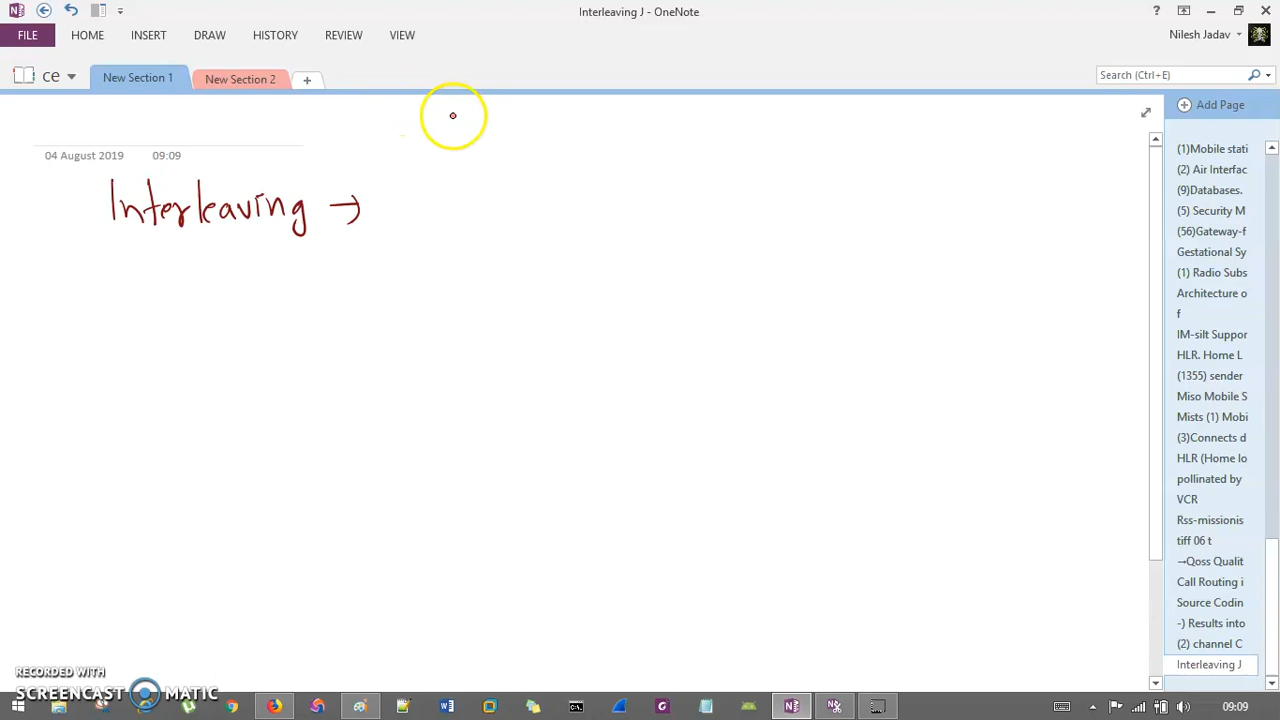 Interleaving J - OneNote
?
FILE HOME INSERT DRAW HISTORY REVIEW VIEW
Nilesh Jadav
ce New Section 1 New Section 2 +
Search (Ctrl+E)
Add Page
04 August 2019 09:09
Interleaving →
(1)Mobile stati
(2) Air Interfac
(9)Databases.
(5) Security M
(56)Gateway-f
Gestational Sy
(1) Radio Subs
Architecture o
f
IM-silt Suppor
HLR. Home L
(1355) sender
Miso Mobile S
Mists (1) Mobi
(3)Connects d
HLR (Home lo
pollinated by
VCR
Rss-missionis
tiff 06 t
→Qoss Qualit
Call Routing i
Source Codin
-) Results into
(2) channel C
Interleaving J
RECORDED WITH
SCREENCAST MATIC
09:09